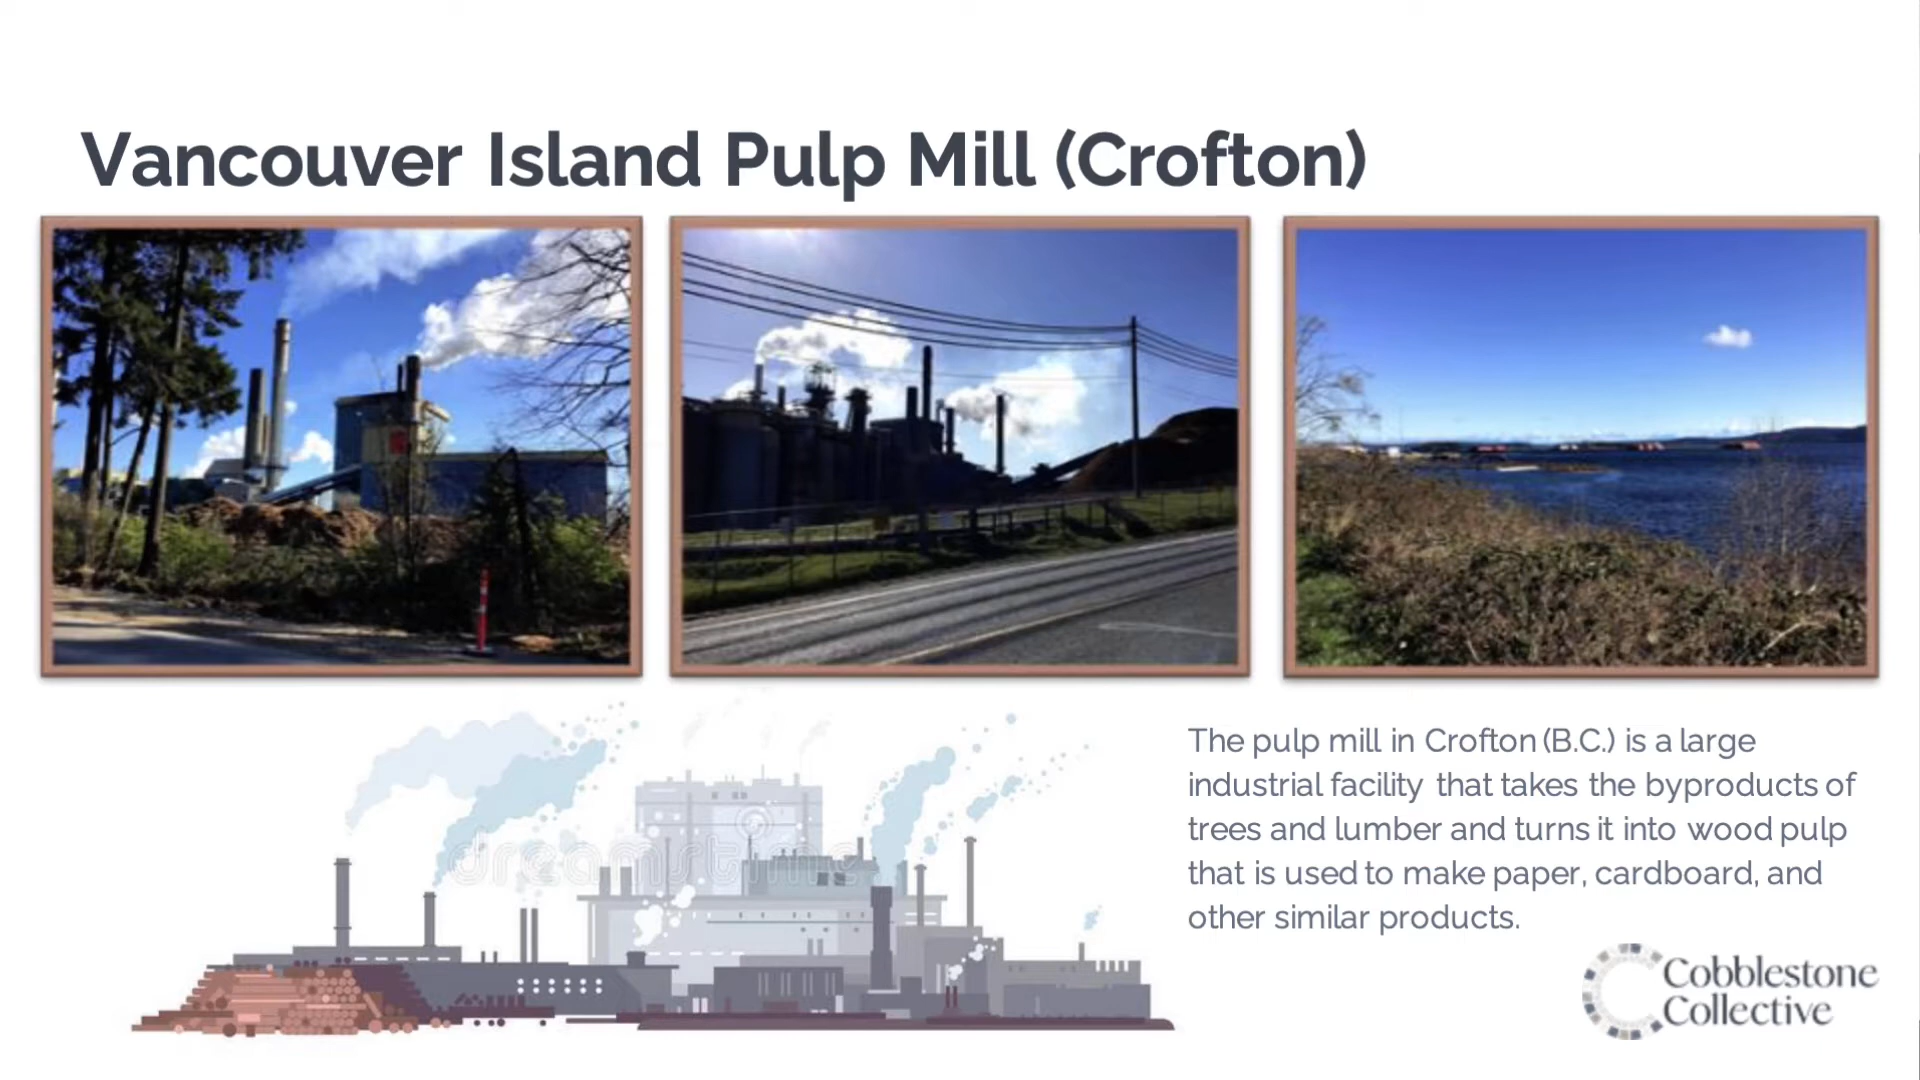 Vancouver Island Pulp Mill (Crofton)
The pulp mill in Crofton (B.C.) is a large
industrial facility that takes the byproducts of
trees and lumber and turns it into wood pulp
that is used to make paper, cardboard, and
other similar products.
dreamstime
Cobblestone
Collective